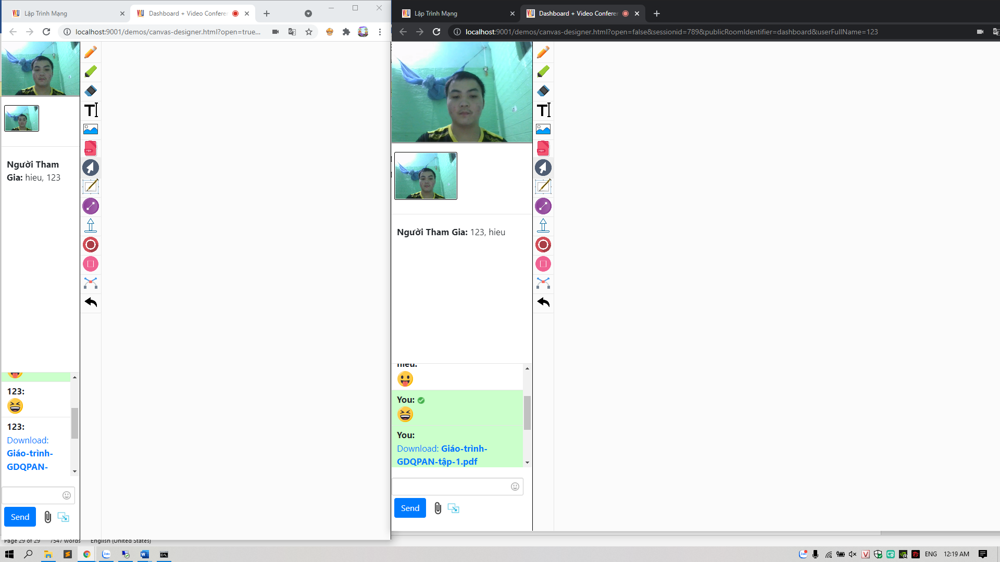 Lập Trình Mạng
Dashboard + Video Conferen
localhost:9001/demos/canvas-designer.html?open=true...
Người Tham
Gia: hieu, 123
123:
123:
Download:
Giáo-trình-
GDQPAN-
Send
Page 29 of 29 7547 words English (United States)
Lập Trình Mạng
Dashboard + Video Conferen
localhost:9001/demos/canvas-designer.html?open=false&sessionid=789&publicRoomIdentifier=dashboard&userFullName=123
Người Tham Gia: 123, hieu
hieu:
You:
You:
Download: Giáo-trình-
GDQPAN-tập-1.pdf
Send
ENG 12:19 AM